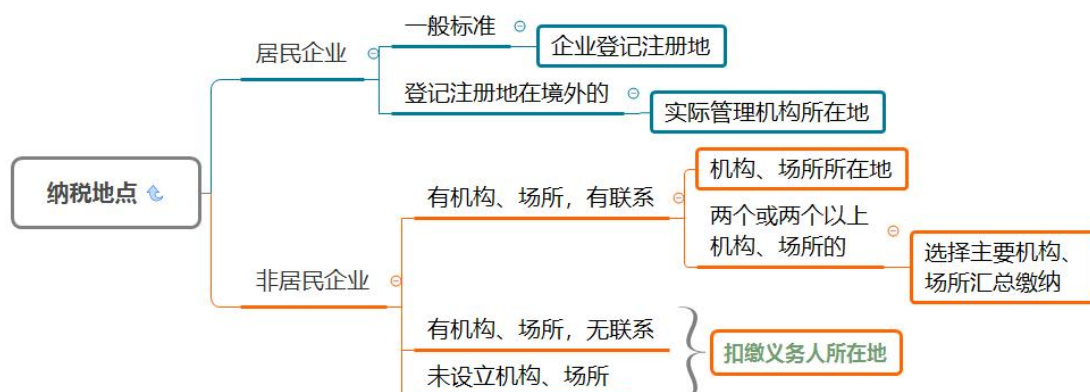 纳税地点
居民企业
一般标准
企业登记注册地
登记注册地在境外的
实际管理机构所在地
非居民企业
有机构、场所，有联系
机构、场所所在地
两个或两个以上
机构、场所的
选择主要机构、
场所汇总缴纳
有机构、场所，无联系
未设立机构、场所
扣缴义务人所在地